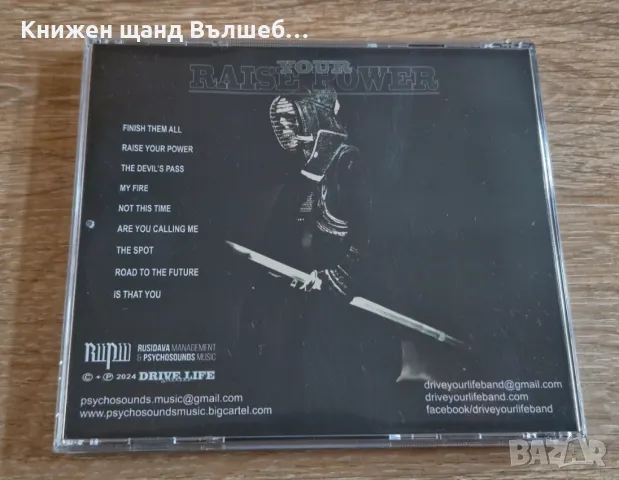 Книжен щанд Вълшеб...
YOUR
RAISE POWER
FINISH THEM ALL
RAISE YOUR POWER
THE DEVIL'S PASS
MY FIRE
NOT THIS TIME
ARE YOU CALLING ME
THE SPOT
ROAD TO THE FUTURE
IS THAT YOU
RUSIDAVA MANAGEMENT
& PSYCHOSOUNDS MUSIC
© + ℗ 2024 DRIVE YOUR LIFE
psychosounds.music@gmail.com
www.psychosoundsmusic.bigcartel.com
driveyourlifeband@gmail.com
driveyourlifeband.com
facebook/driveyourlifeband
BAZAR